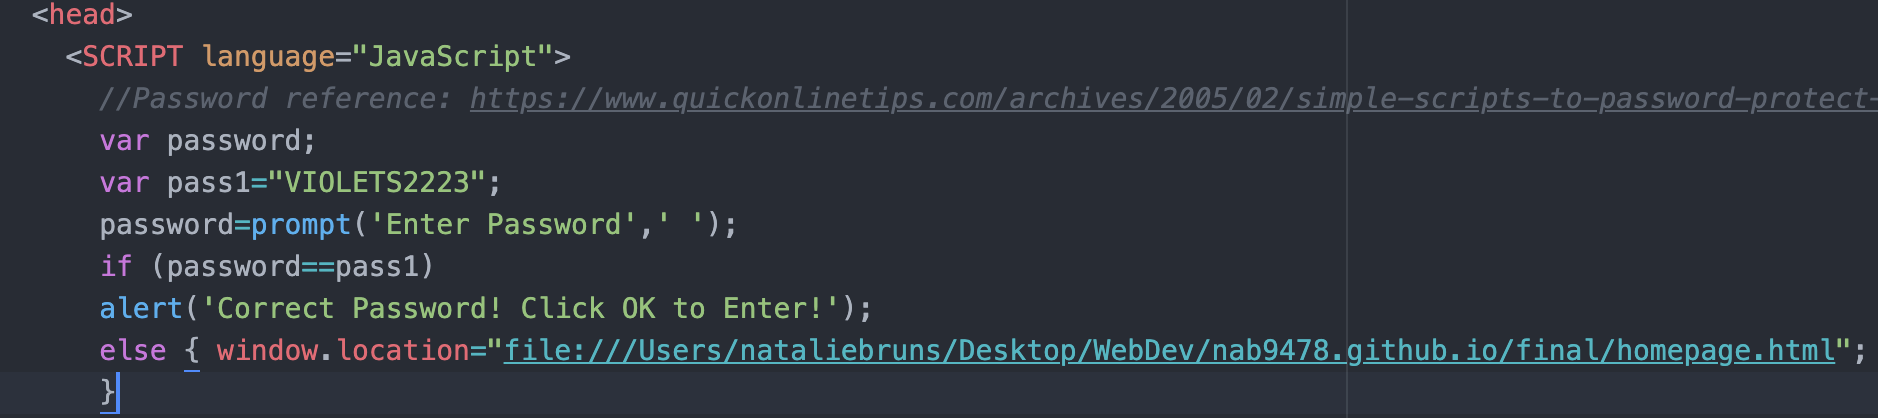 <head>
<SCRIPT language="JavaScript">
//Password reference: https://www.quickonlinetips.com/archives/2005/02/simple-scripts-to-password-protect-
var password;
var pass1="VIOLETS2223";
password=prompt('Enter Password',' ');
if (password==pass1)
alert('Correct Password! Click OK to Enter!');
else { window.location="file:///Users/nataliebruns/Desktop/WebDev/nab9478.github.io/final/homepage.html";
}